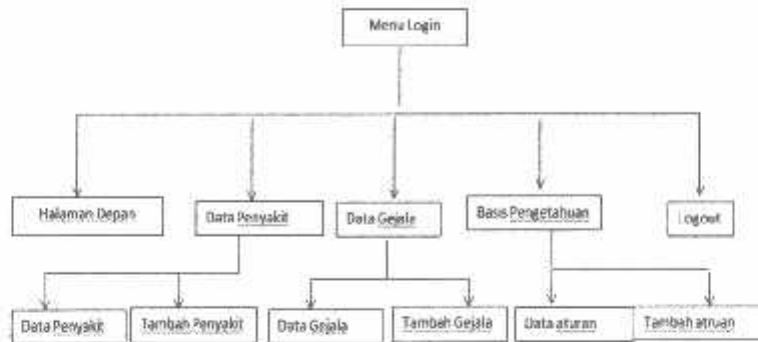 Menu Login
Halaman Depan
Data Penyakit
Data Gejala
Basis Pengetahuan
Logout
Data Penyakit
Tambah Penyakit
Data Gejala
Tambah Gejala
Data aturan
Tambah atruan